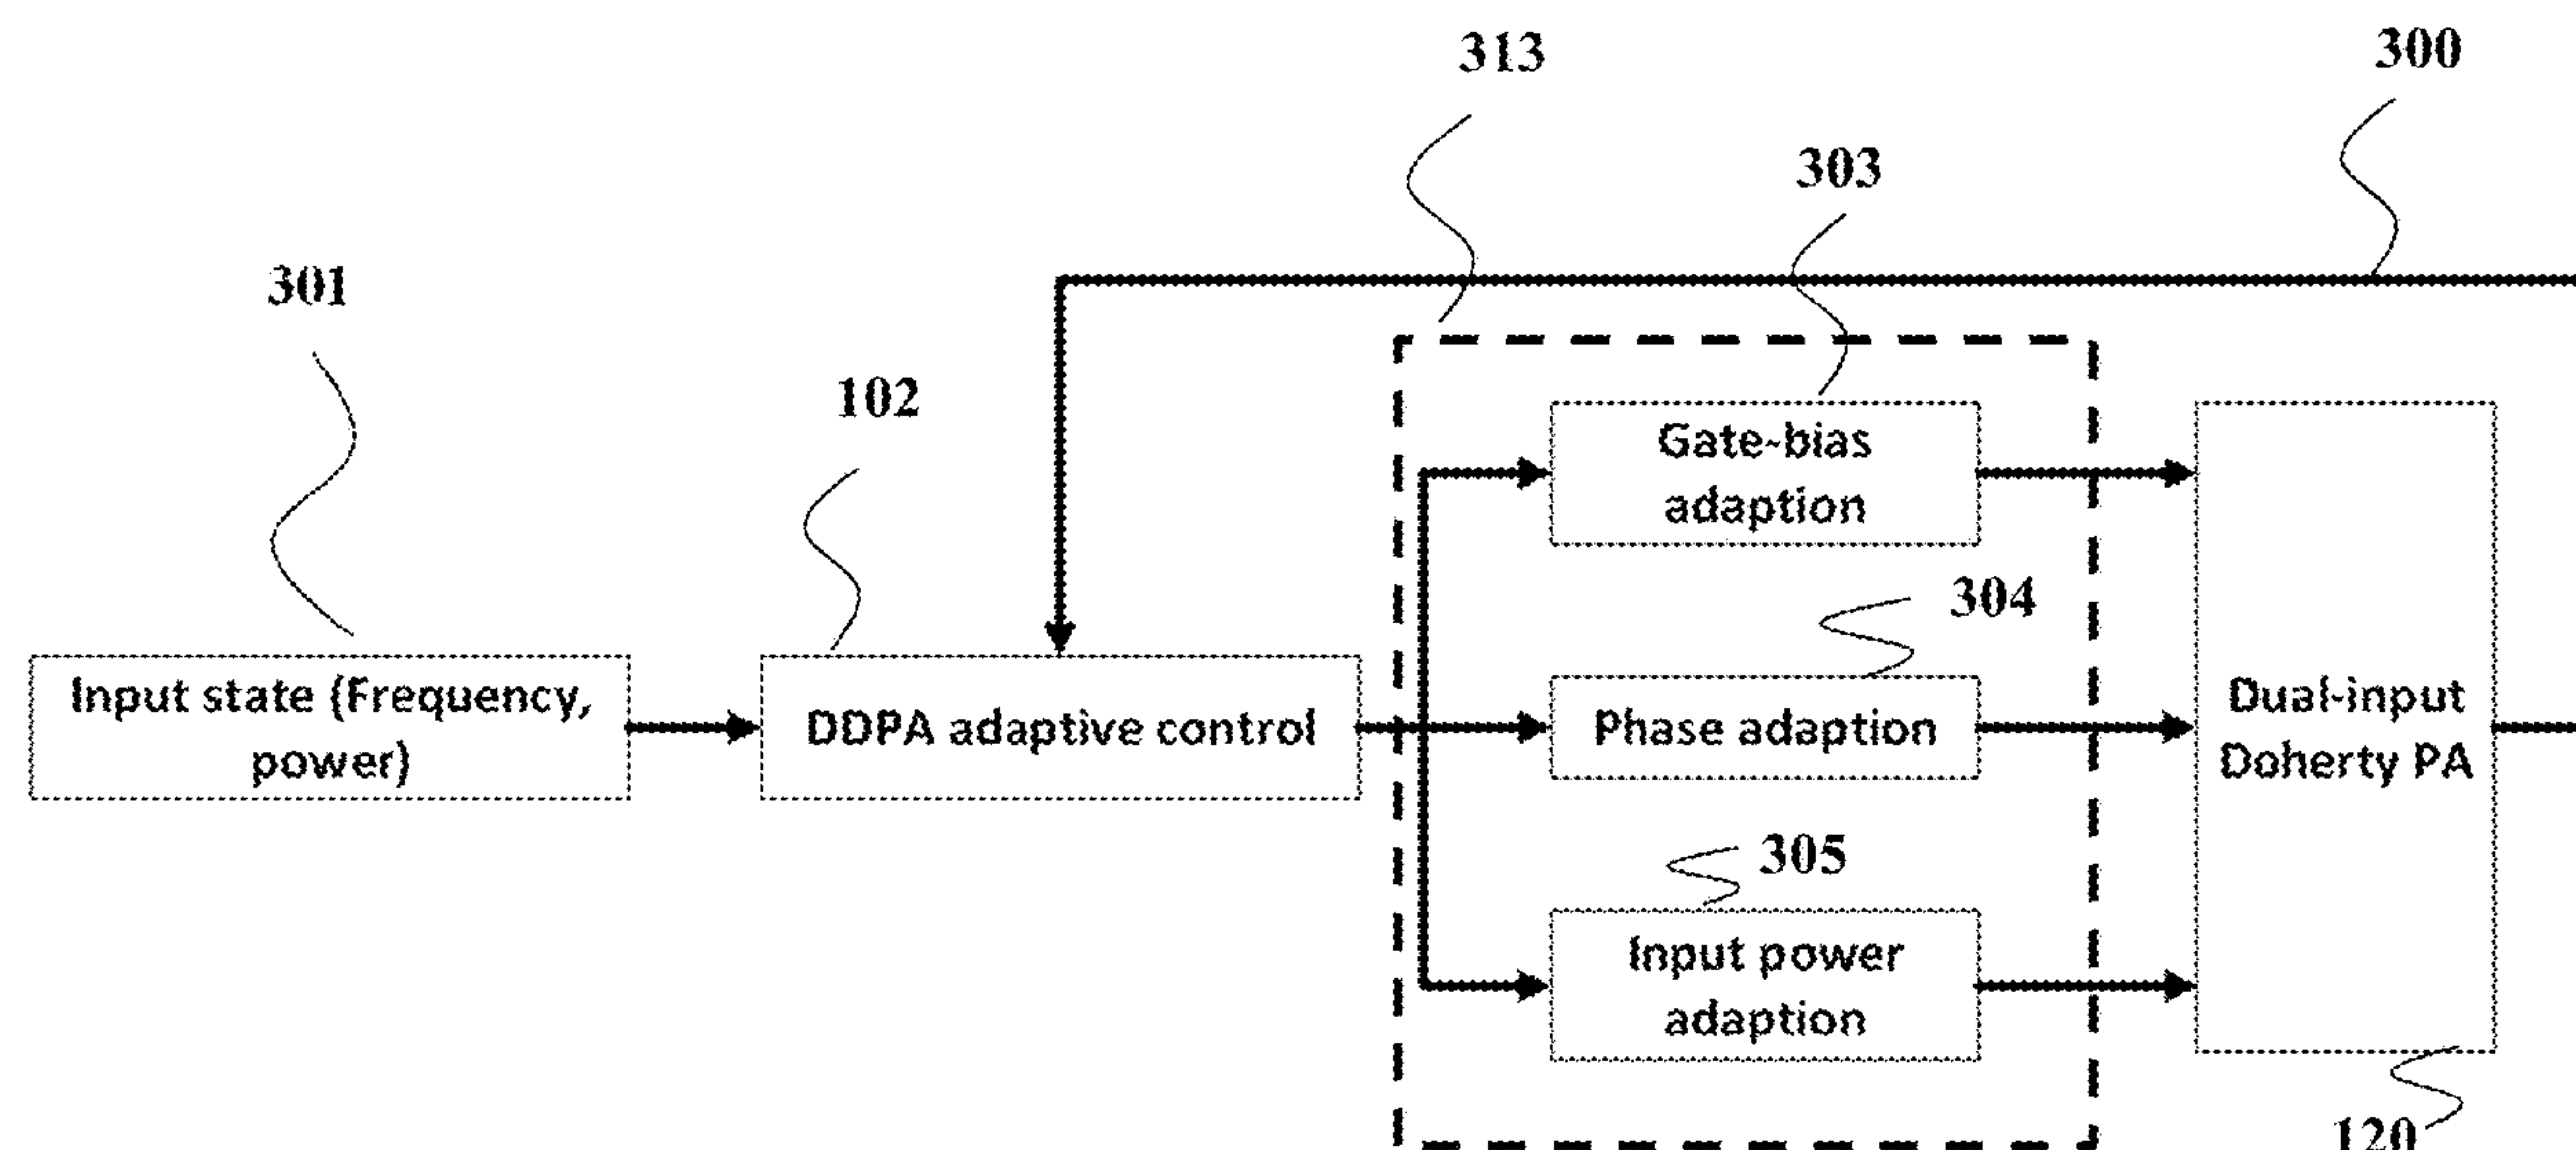 313
300
303
301
102
Gate-bias
adaption
304
Input state (Frequency,
power)
DDPA adaptive control
Phase adaption
Dual-input
Doherty PA
305
Input power
adaption
120